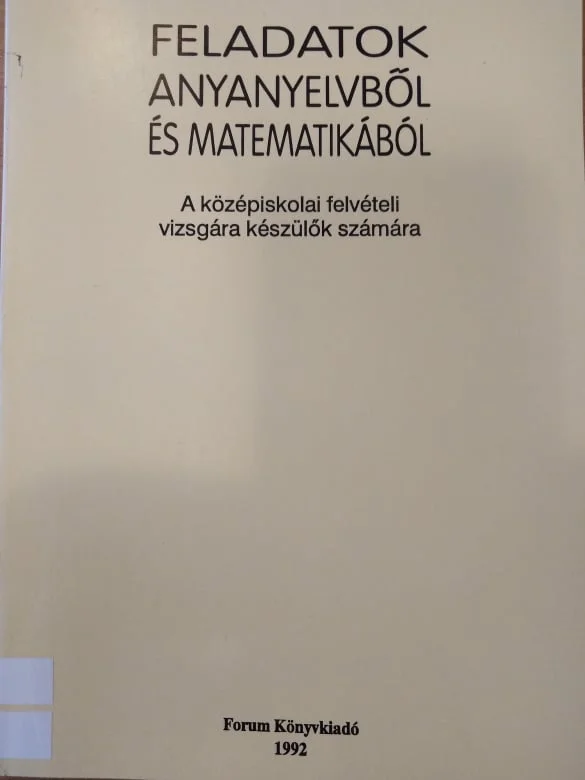 FELADATOK
ANYANYELVBŐL
ÉS MATEMATIKÁBÓL
A középiskolai felvételi
vizsgára készülők számára
Forum Könyvkiadó
1992